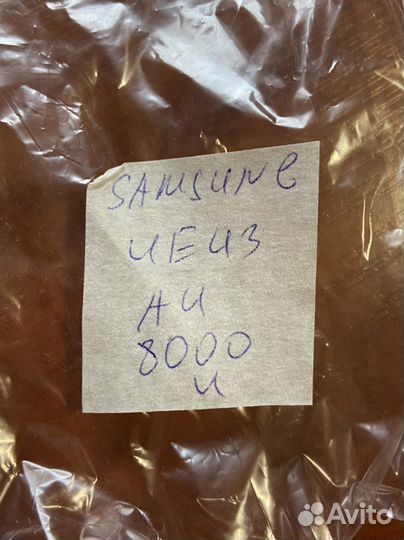 SAMSUNG
UE43
AU
8000
U
Avito